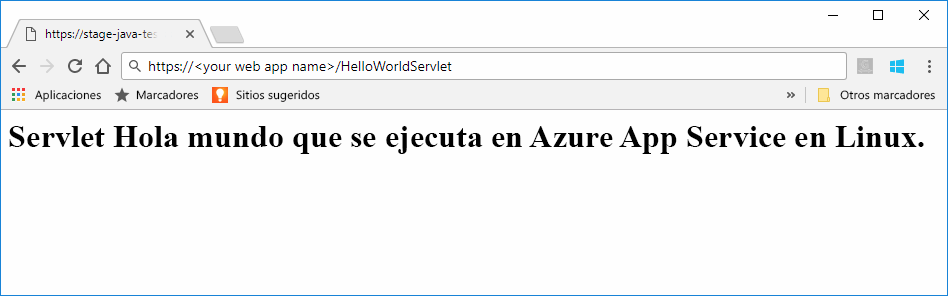 https://stage-java-tes
https://<your web app name>/HelloWorldServlet
Aplicaciones Marcadores Sitios sugeridos » Otros marcadores
Servlet Hola mundo que se ejecuta en Azure App Service en Linux.